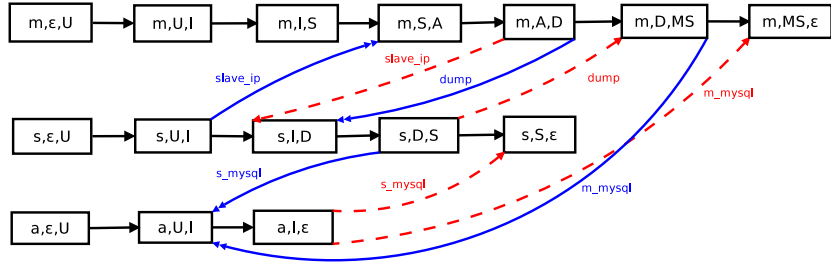 m,ε,U m,U,I m,I,S m,S,A m,A,D m,D,MS m,MS,ε
slave_ip slave_ip dump dump m_mysql
s,ε,U s,U,I s,I,D s,D,S s,S,ε
s_mysql s_mysql m_mysql
a,ε,U a,U,I a,I,ε